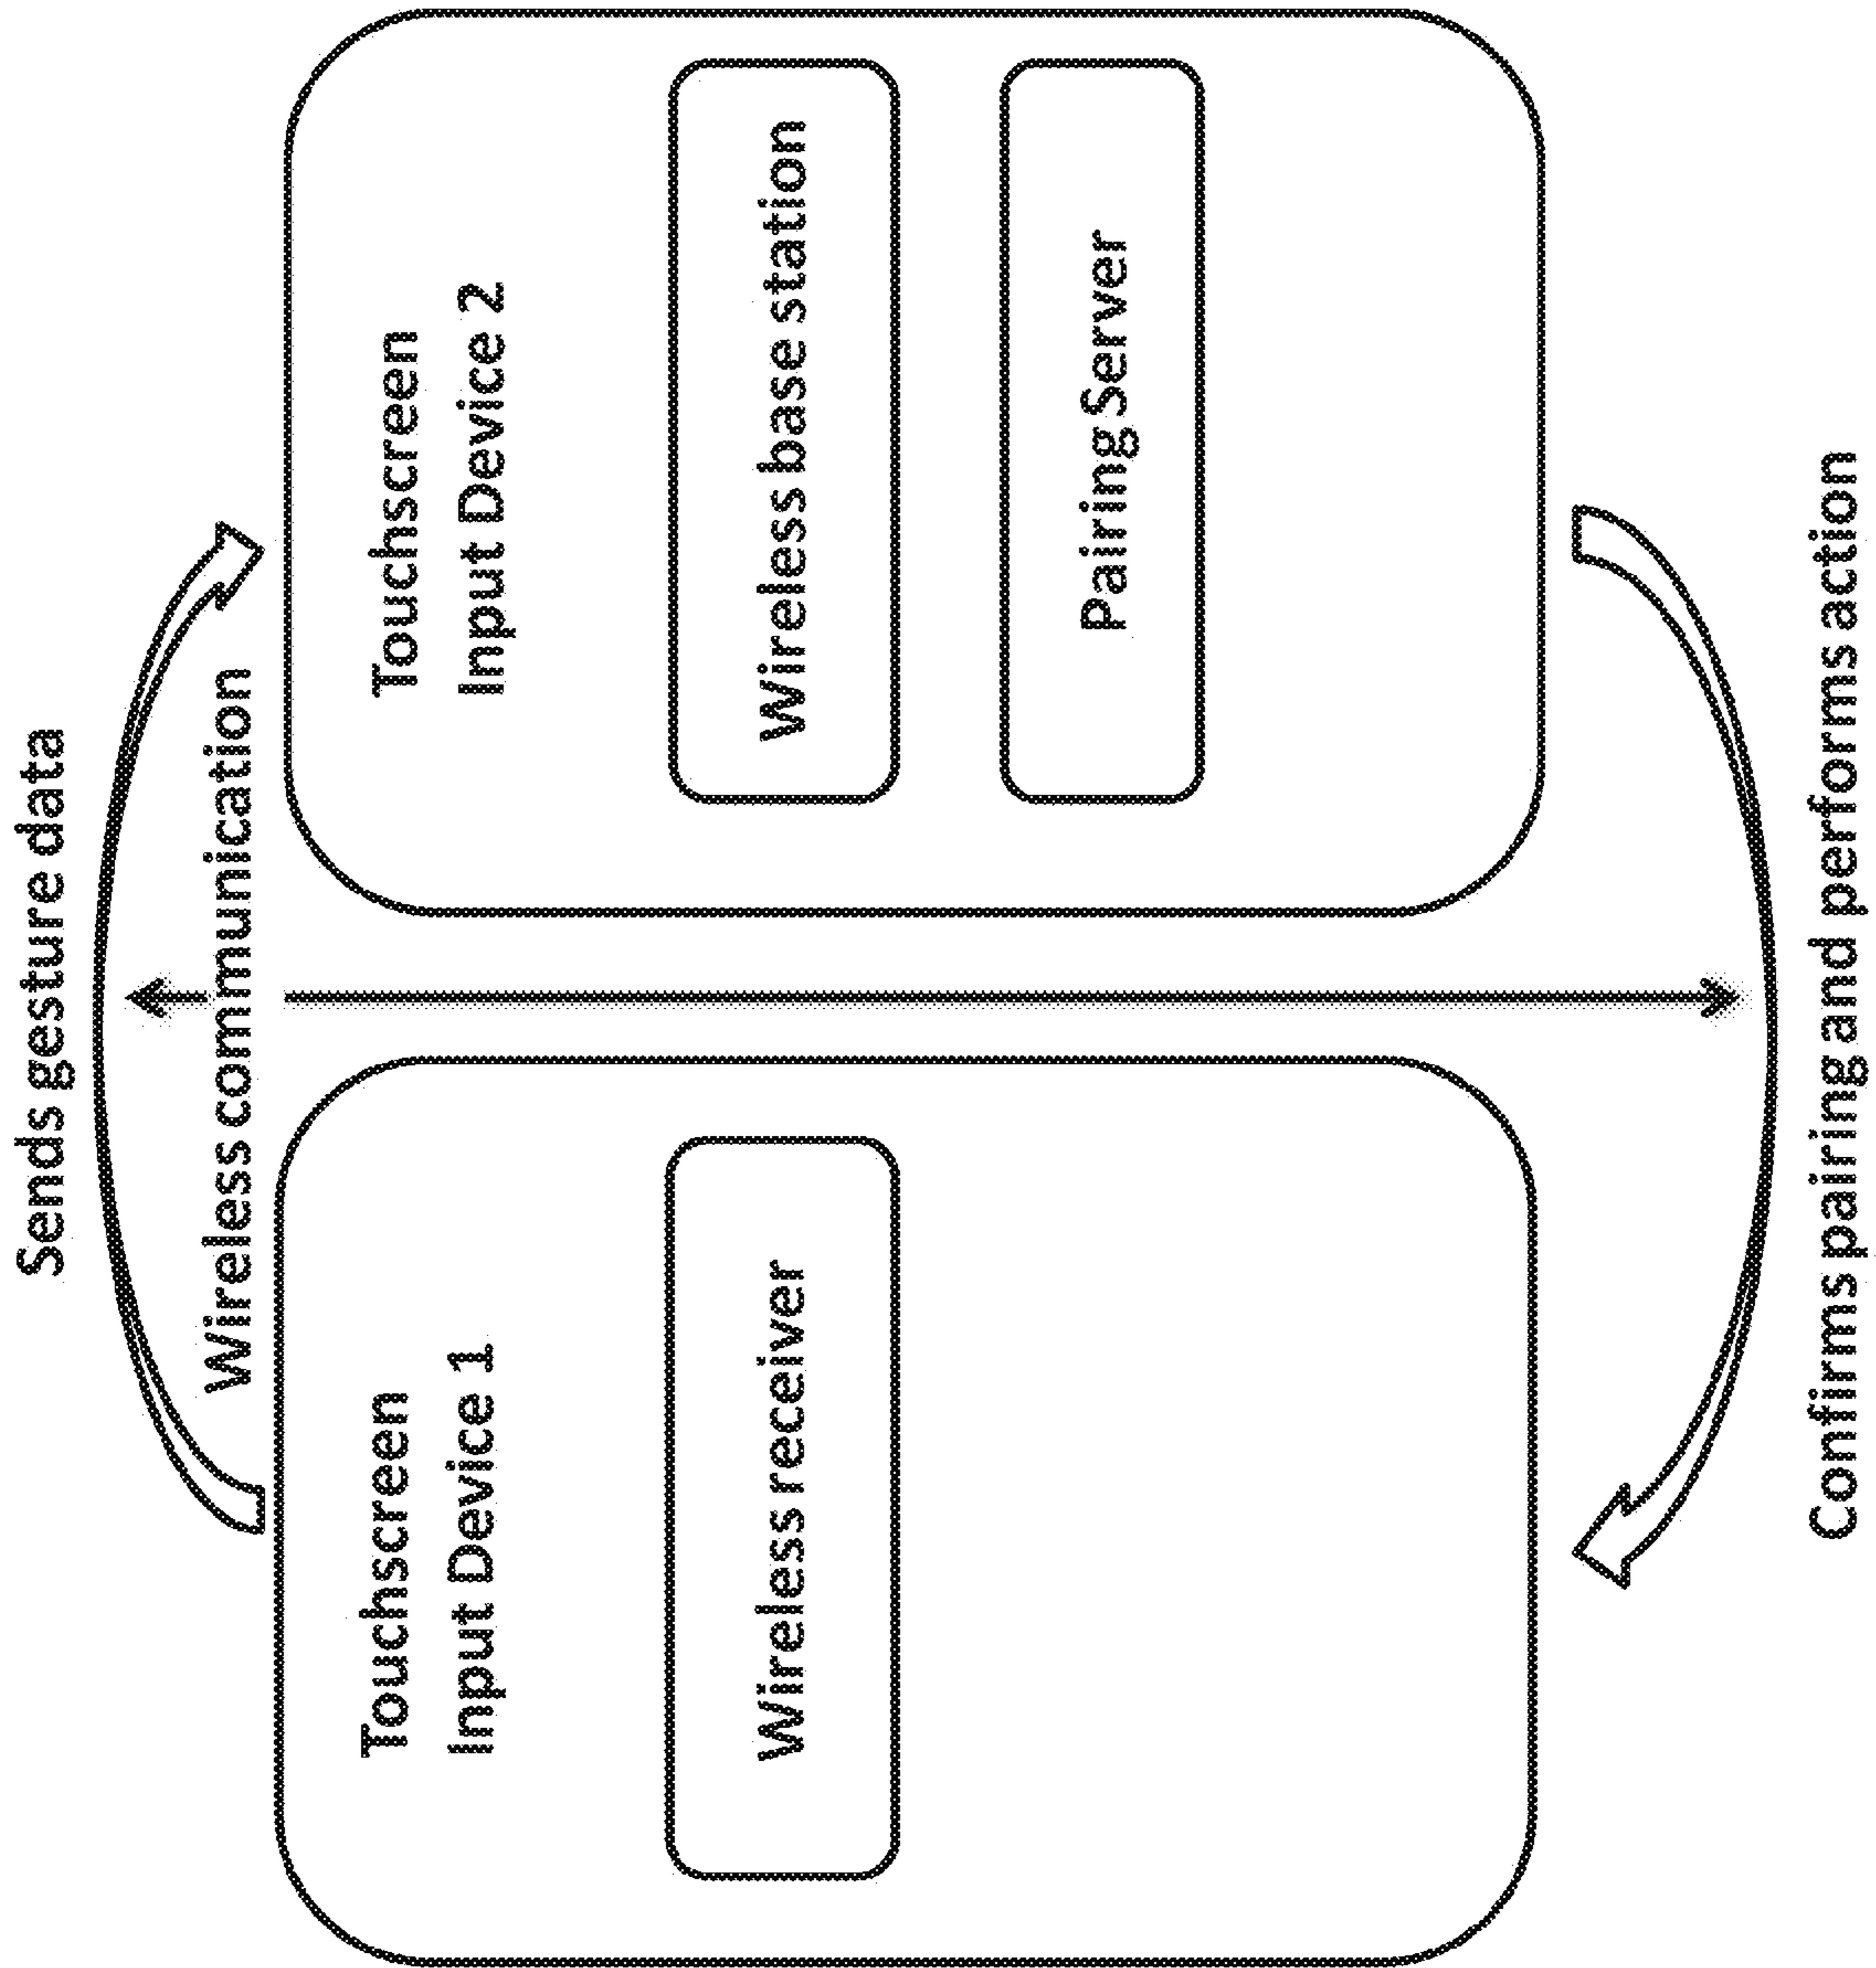 Sends gesture data
Wireless communication
Touchscreen
Input Device 1
Wireless receiver
Touchscreen
Input Device 2
Wireless base station
Pairing Server
Confirms pairing and performs action